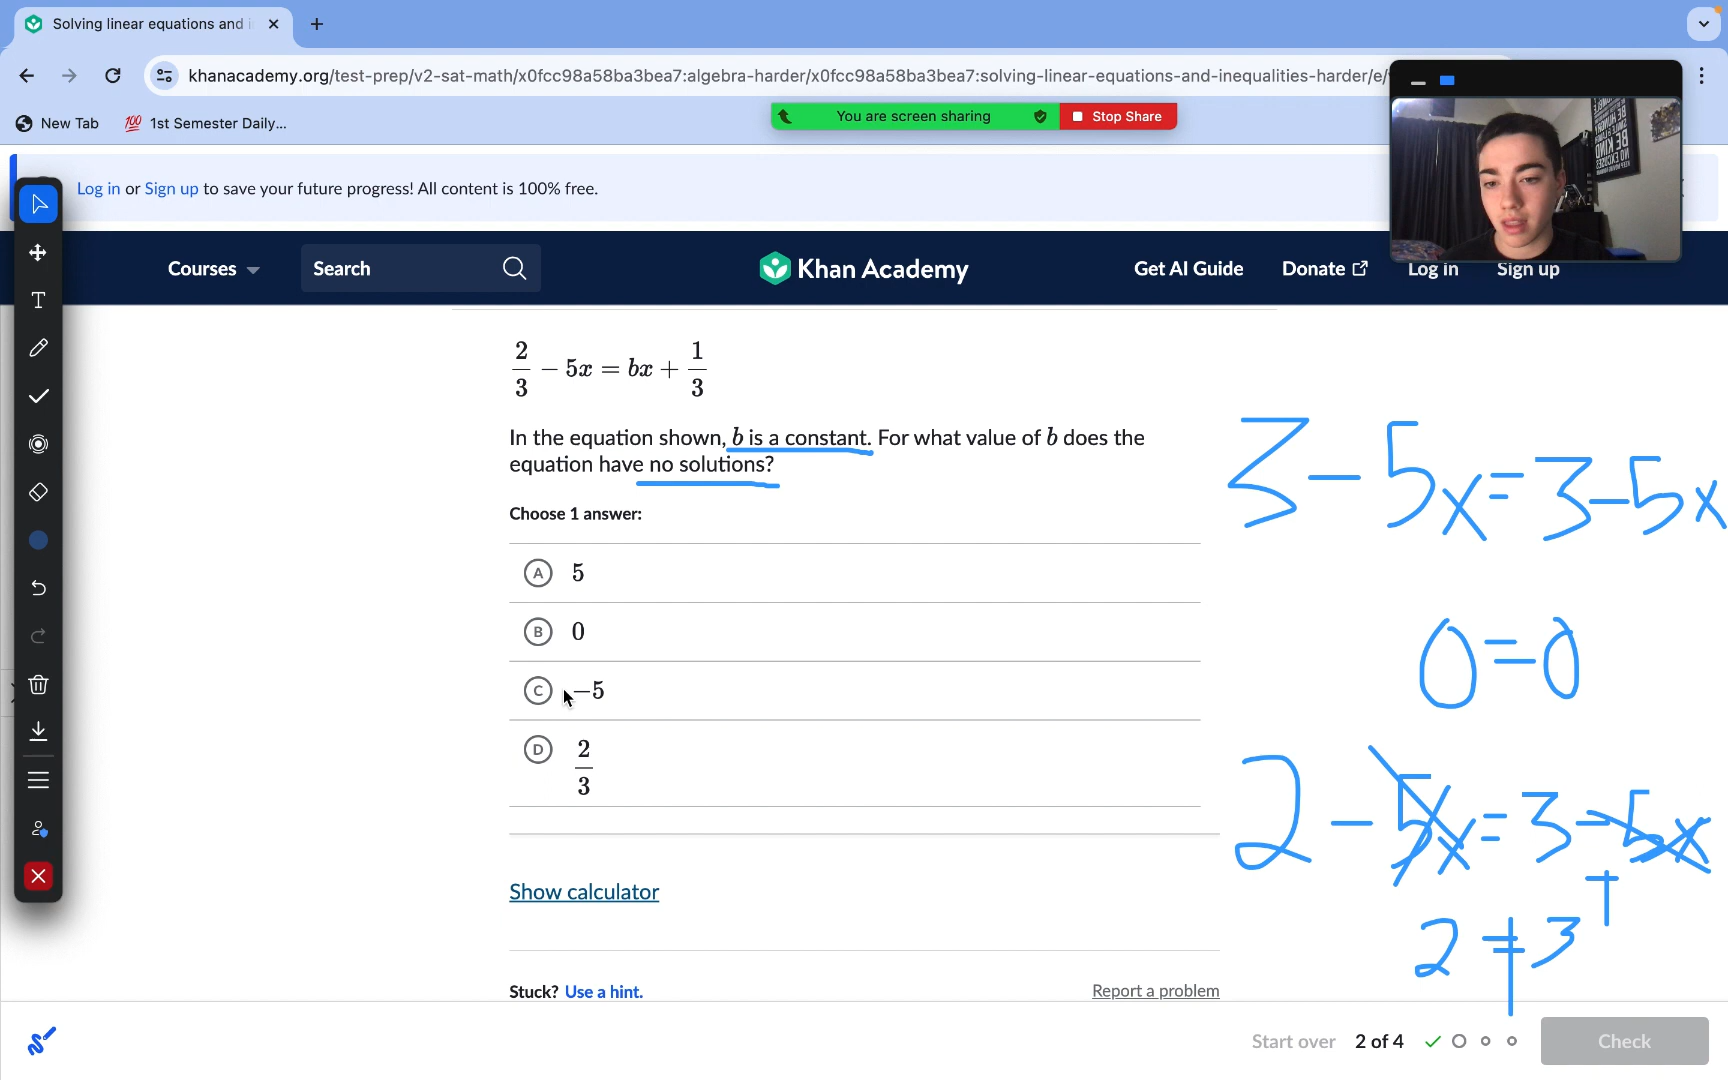 Solving linear equations and i
khanacademy.org/test-prep/v2-sat-math/x0fcc98a58ba3bea7:algebra-harder/x0fcc98a58ba3bea7:solving-linear-equations-and-inequalities-harder/e/
New Tab
💯 1st Semester Daily...
You are screen sharing
Stop Share
BE KIND
NO EXCUSES
Log in or Sign up to save your future progress! All content is 100% free.
Courses
Search
Khan Academy
Get AI Guide
Donate
Log in
Sign up
2/3 − 5x = bx + 1/3
In the equation shown, b is a constant. For what value of b does the
equation have no solutions?
Choose 1 answer:
A 5
B 0
C −5
D 2/3
3−5x=3−5x
0=0
2−5x=3−5x
+
2≠3
Show calculator
Stuck? Use a hint.
Report a problem
Start over
2 of 4
Check
T